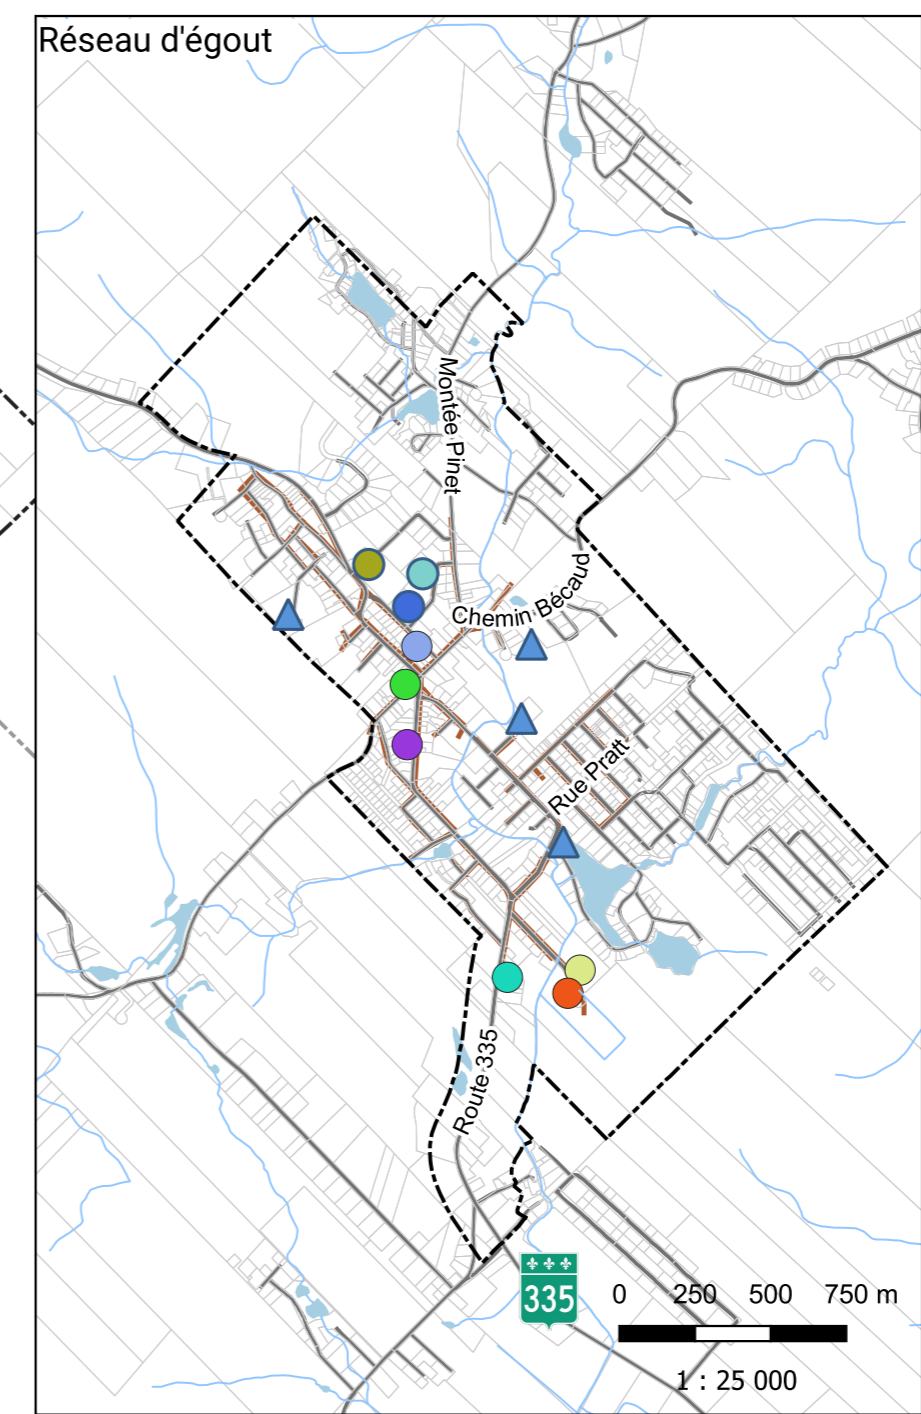 Réseau d'égout
Montée Pinet
Chemin Bécaud
Rue Pratt
Route 335
335
0 250 500 750 m
1 : 25 000